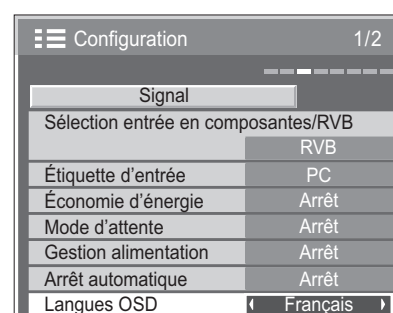 Configuration 1/2
Signal
Sélection entrée en composantes/RVB
RVB
Étiquette d'entrée PC
Économie d'énergie Arrêt
Mode d'attente Arrêt
Gestion alimentation Arrêt
Arrêt automatique Arrêt
Langues OSD Français